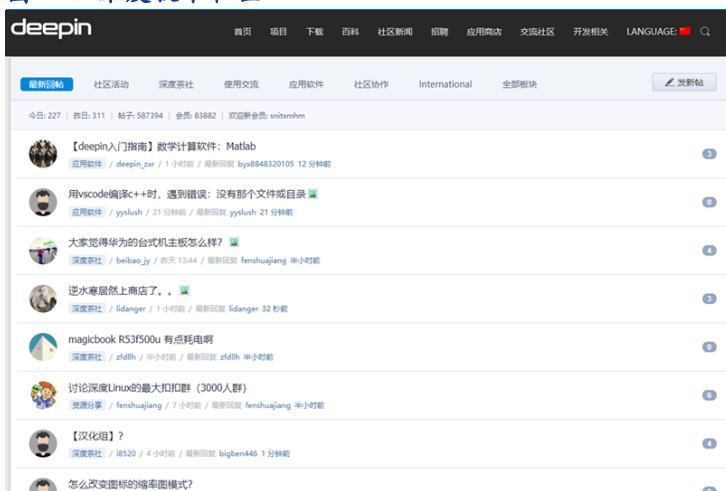 deepin
首页 项目 下载 百科 社区新闻 招聘 应用商店 交流社区 开发相关 LANGUAGE:
最新回帖 社区活动 深度茶社 使用交流 应用软件 社区协作 International 全部板块 发新帖
今日: 227 | 昨日: 311 | 帖子: 587394 | 会员: 83882 | 欢迎新会员: snitxmhm
【deepin入门指南】数学计算软件：Matlab
应用软件 / deepin_zxr / 1 小时前 / 最新回复 byx8848320105 12 分钟前
3
用vscode编译c++时，遇到错误：没有那个文件或目录
应用软件 / yyslush / 21 分钟前 / 最新回复 yyslush 21 分钟前
0
大家觉得华为的台式机主板怎么样？
深度茶社 / beibao_jy / 昨天 13:44 / 最新回复 fenshuajiang 半小时前
4
逆水寒居然上商店了。。
深度茶社 / lidanger / 1 小时前 / 最新回复 lidanger 32 秒前
3
magicbook R53f500u 有点耗电啊
深度茶社 / zfdllh / 半小时前 / 最新回复 zfdllh 半小时前
0
讨论深度Linux的最大扣扣群（3000人群）
资源分享 / fenshuajiang / 7 小时前 / 最新回复 fenshuajiang 半小时前
6
【汉化组】?
深度茶社 / i8520 / 4 小时前 / 最新回复 bigben446 1 分钟前
4
怎么改变图标的缩率图模式?